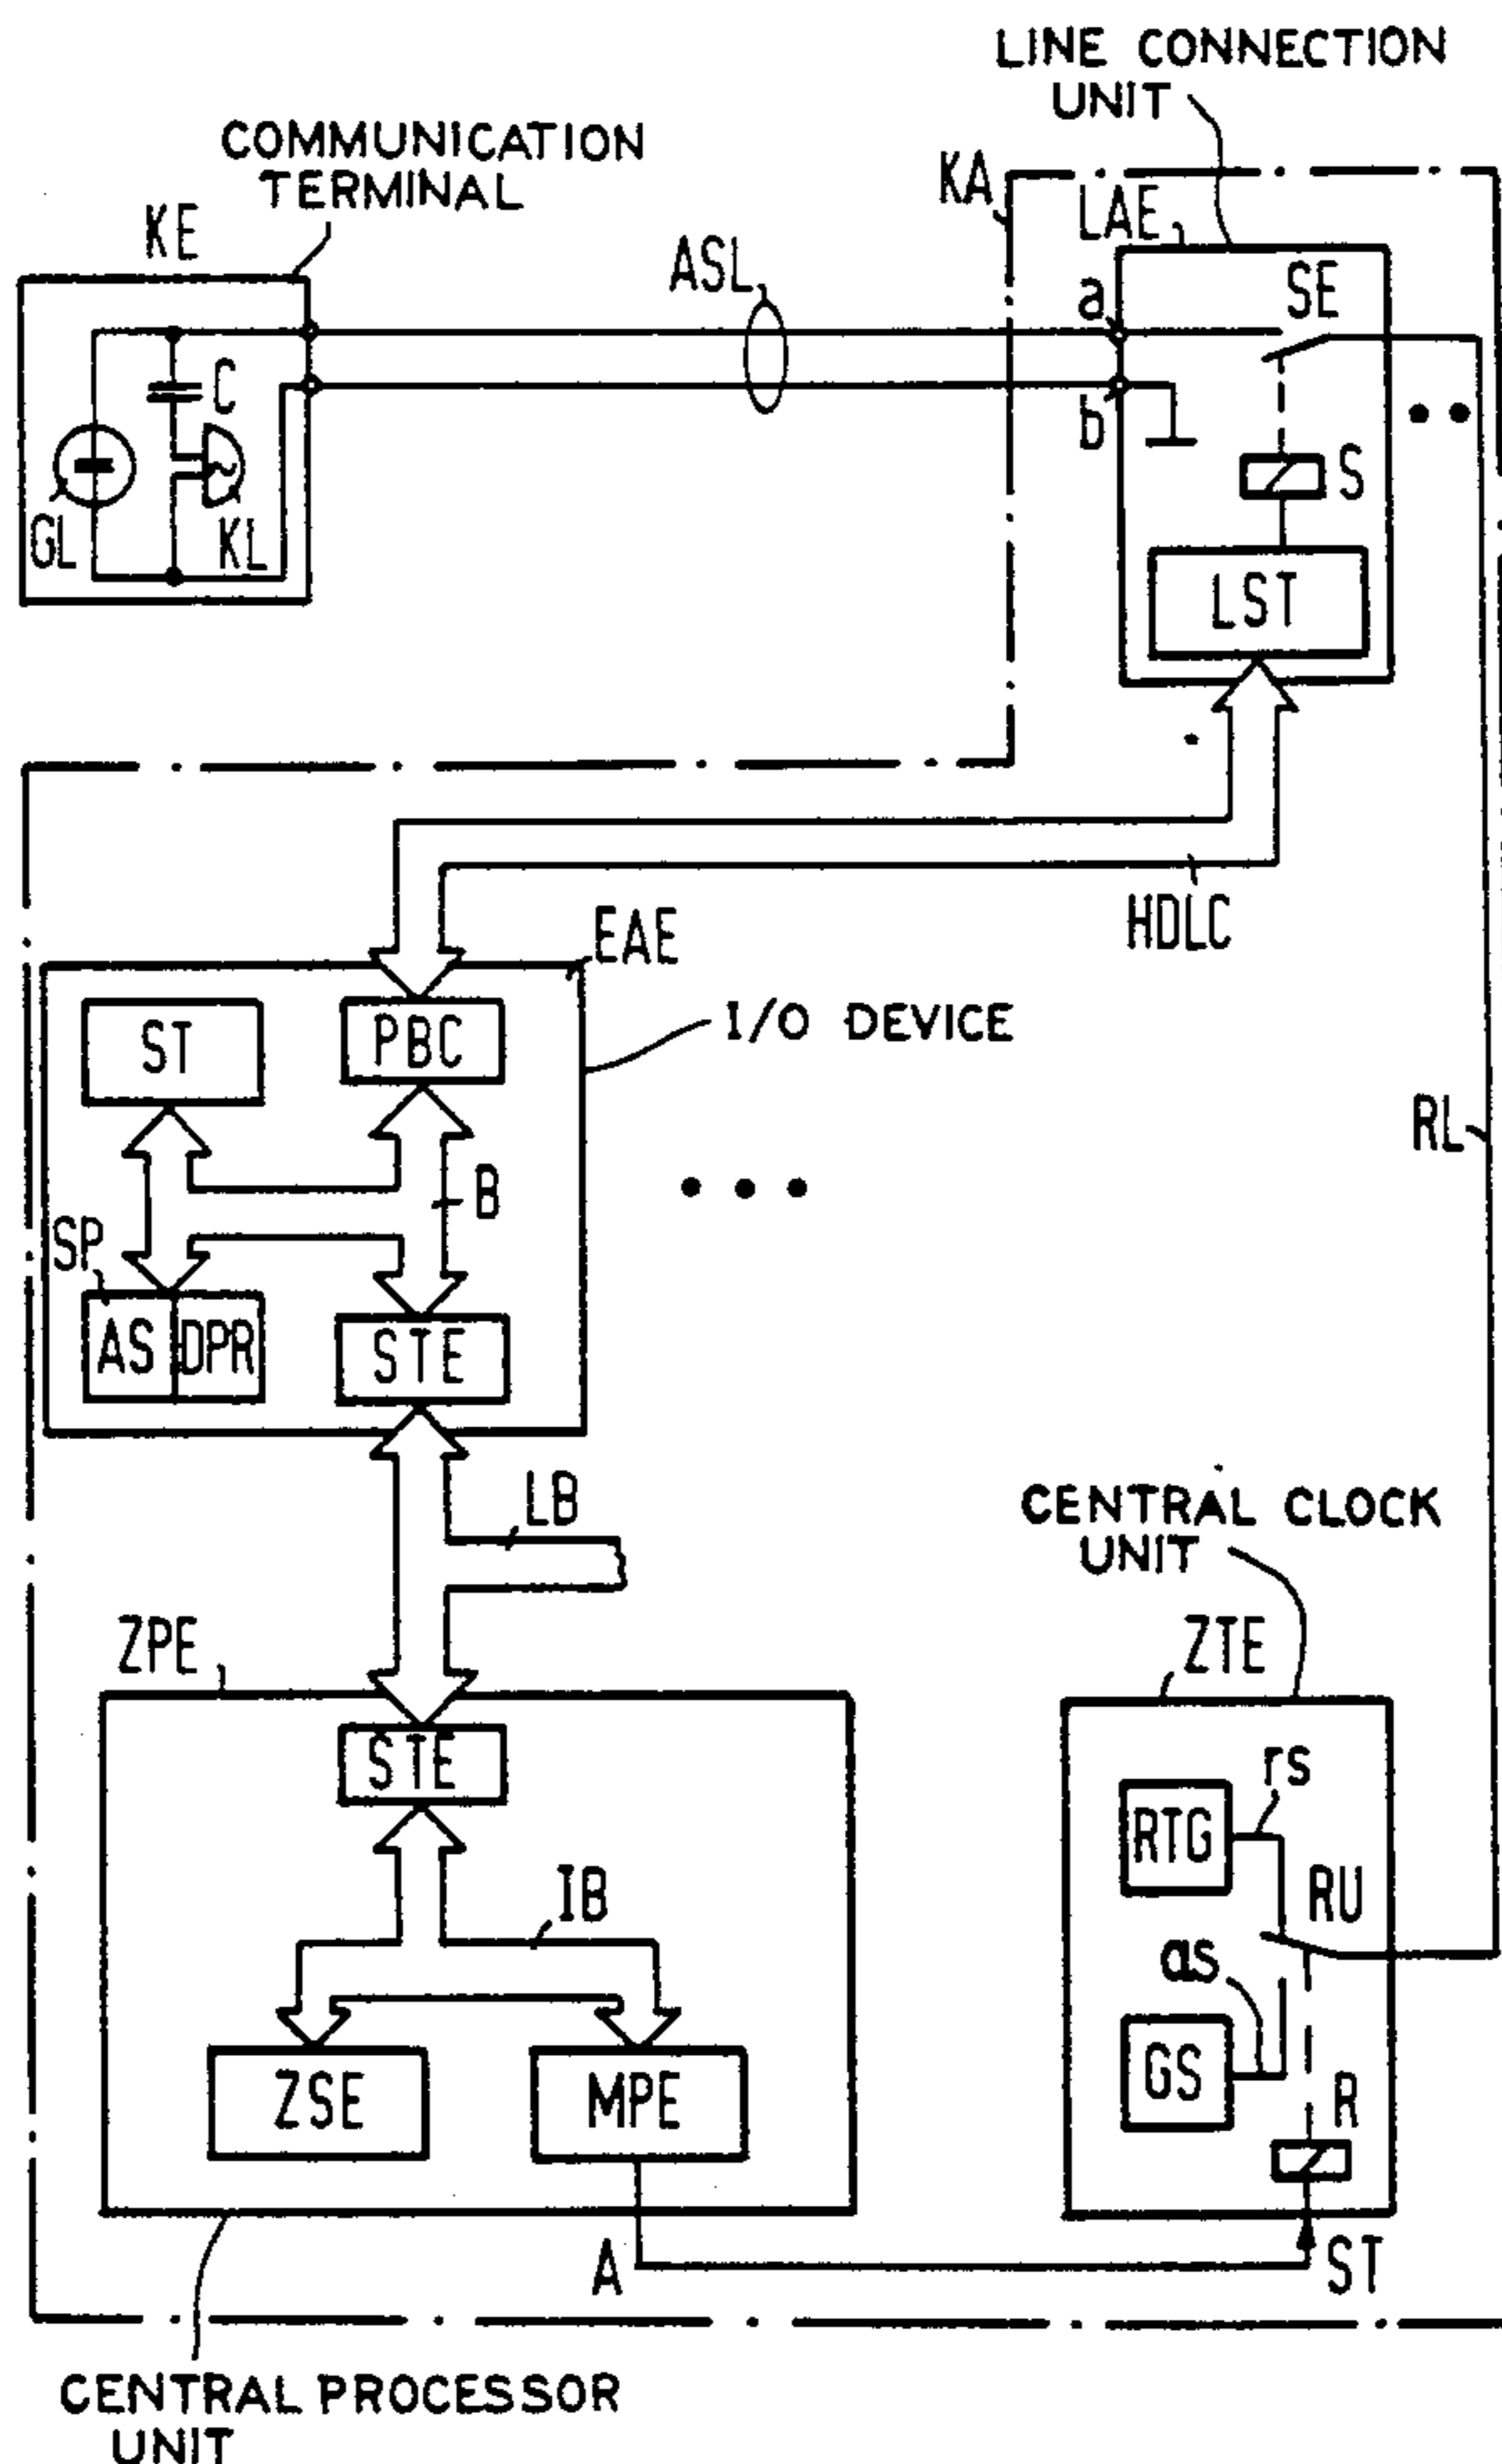 LINE CONNECTION
UNIT
COMMUNICATION
TERMINAL
KE
KA
LAE
ASL
SE
a
b
C
S
GL
KL
LST
HDLC
EAE
ST
PBC
I/O DEVICE
RL
B
SP
AS DPR
STE
LB
CENTRAL CLOCK
UNIT
ZPE
ZTE
STE
rs
RTG
IB
RU
as
ZSE
MPE
GS
R
A
ST
CENTRAL PROCESSOR
UNIT